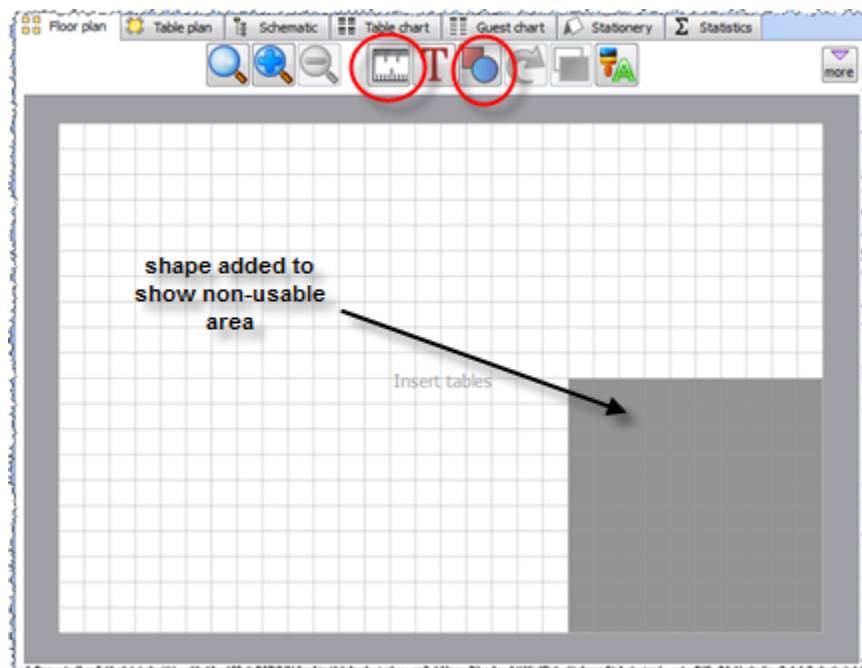 Floor plan Table plan Schematic Table chart Guest chart Stationery Σ Statistics
T A more
shape added to
show non-usable
area
Insert tables